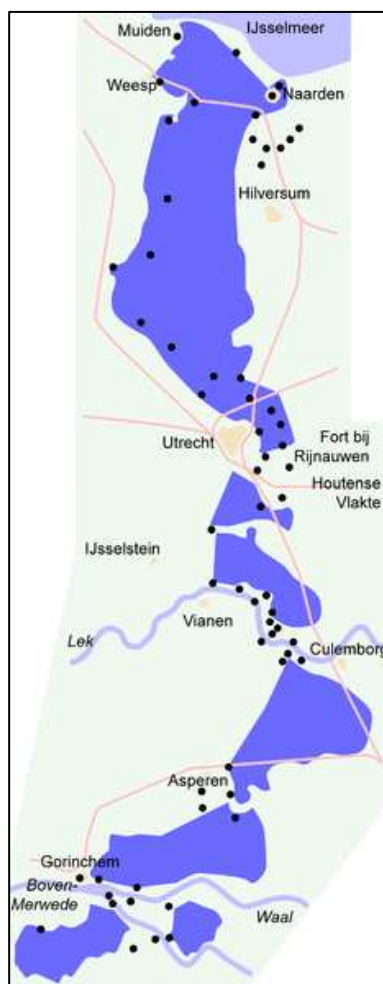 Muiden
IJsselmeer
Weesp
Naarden
Hilversum
Utrecht
Fort bij
Rijnauwen
Houtense
Vlakte
IJsselstein
Vianen
Lek
Culemborg
Asperen
Gorinchem
Boven-
Merwede
Waal